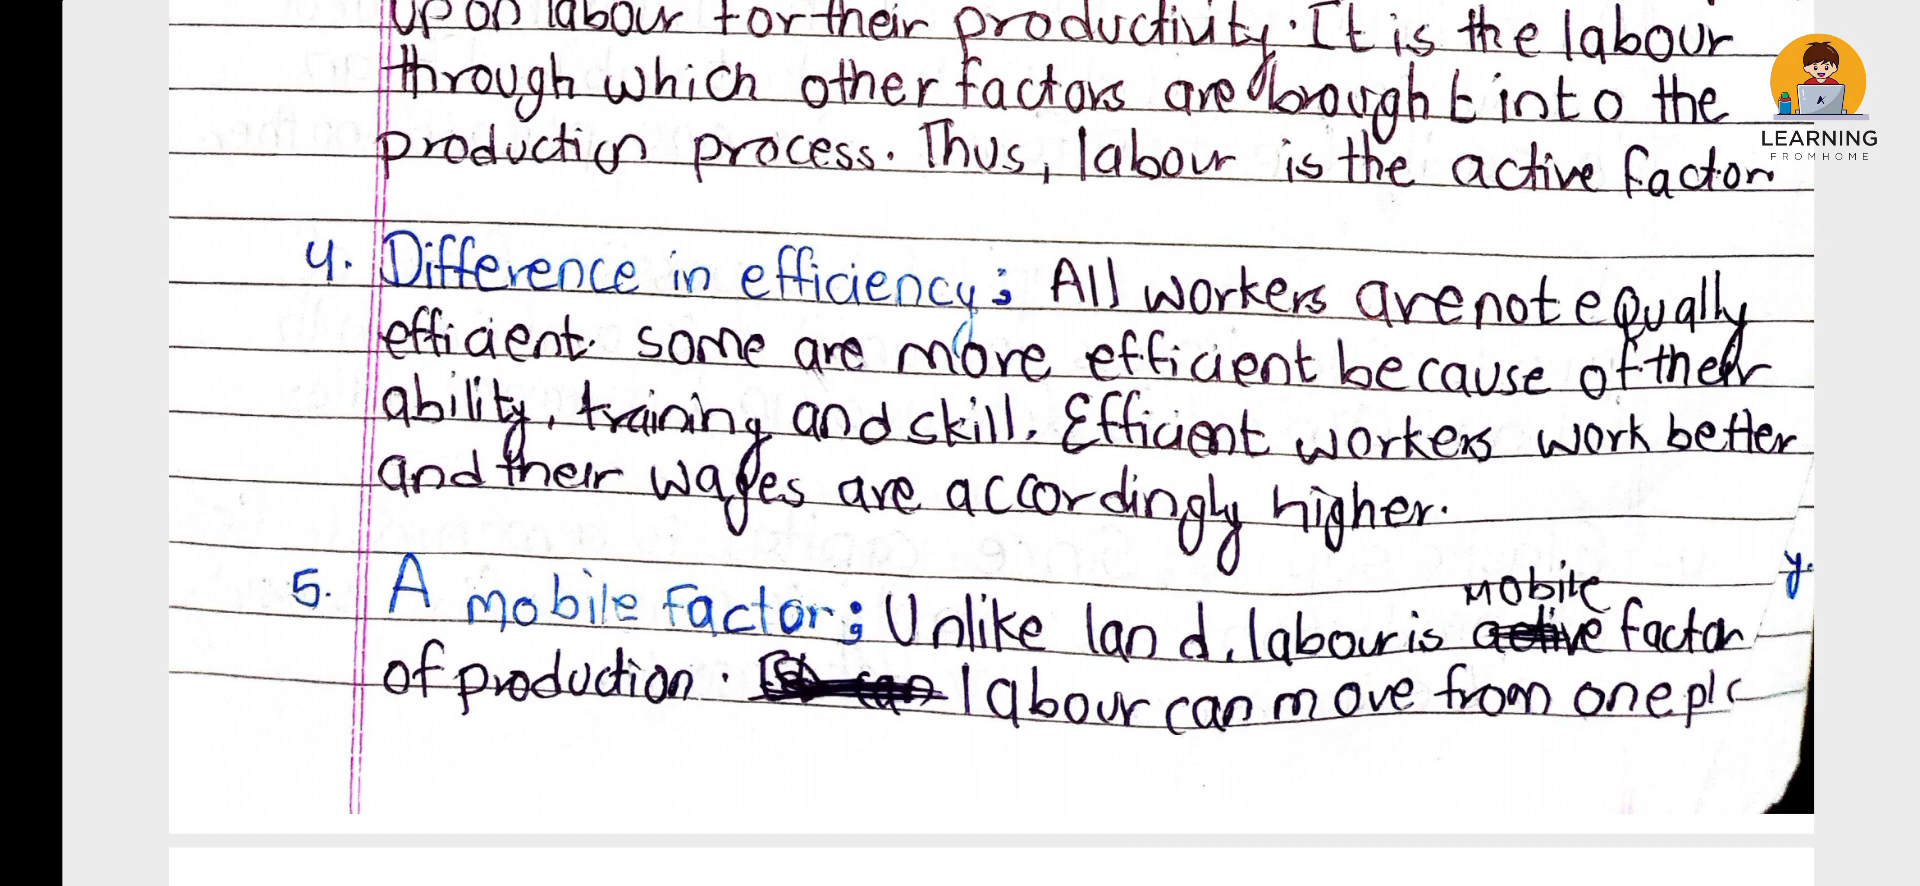 upon labour for their productivity. It is the labour
through which other factors are brought into the
production process. Thus, labour is the active factor
LEARNING
FROMHOME
4. Difference in efficiency: All workers are not equally
efficient. some are more efficient because of their
ability, training and skill. Efficient workers work better
and their wages are accordingly higher.
mobile
5. A mobile factor: Unlike land, labour is active factor
of production. labour can move from one